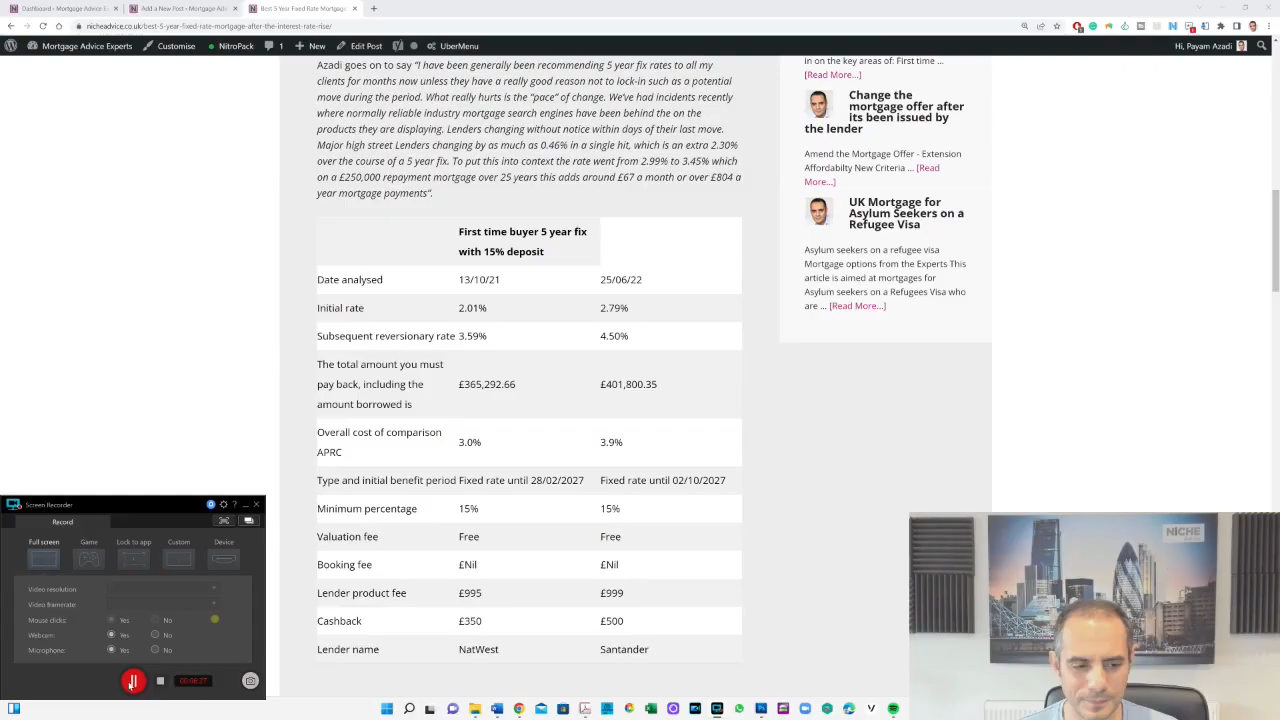 Dashboard ‹ Mortgage Advice E
Add a New Post ‹ Mortgage Adv
Best 5 Year Fixed Rate Mortgage
nicheadvice.co.uk/best-5-year-fixed-rate-mortgage-after-the-interest-rate-rise/
Mortgage Advice Experts
Customise
NitroPack
1
New
Edit Post
UberMenu
Hi, Payam Azadi
Azadi goes on to say “I have been generally been recommending 5 year fix rates to all my
clients for months now unless they have a really good reason not to lock-in such as a potential
move during the period. What really hurts is the “pace” of change. We’ve had incidents recently
where normally reliable industry mortgage search engines have been behind the on the
products they are displaying. Lenders changing without notice within days of their last move.
Major high street Lenders changing by as much as 0.46% in a single hit, which is an extra 2.30%
over the course of a 5 year fix. To put this into context the rate went from 2.99% to 3.45% which
on a £250,000 repayment mortgage over 25 years this adds around £67 a month or over £804 a
year mortgage payments”.
First time buyer 5 year fix
with 15% deposit
Date analysed 13/10/21 25/06/22
Initial rate 2.01% 2.79%
Subsequent reversionary rate 3.59% 4.50%
The total amount you must
pay back, including the £365,292.66 £401,800.35
amount borrowed is
Overall cost of comparison
APRC 3.0% 3.9%
Type and initial benefit period Fixed rate until 28/02/2027 Fixed rate until 02/10/2027
Minimum percentage 15% 15%
Valuation fee Free Free
Booking fee £Nil £Nil
Lender product fee £995 £999
Cashback £350 £500
Lender name NatWest Santander
in on the key areas of: First time ...
[Read More...]
Change the
mortgage offer after
its been issued by
the lender
Amend the Mortgage Offer - Extension
Affordabilty New Criteria ... [Read
More...]
UK Mortgage for
Asylum Seekers on a
Refugee Visa
Asylum seekers on a refugee visa
Mortgage options from the Experts This
article is aimed at mortgages for
Asylum seekers on a Refugees Visa who
are ... [Read More...]
Screen Recorder
Record
Full screen
Game
Lock to app
Custom
Device
Video resolution
Video framerate:
Mouse clicks: Yes No
Webcam: Yes No
Microphone: Yes No
00:06:27
NICHE